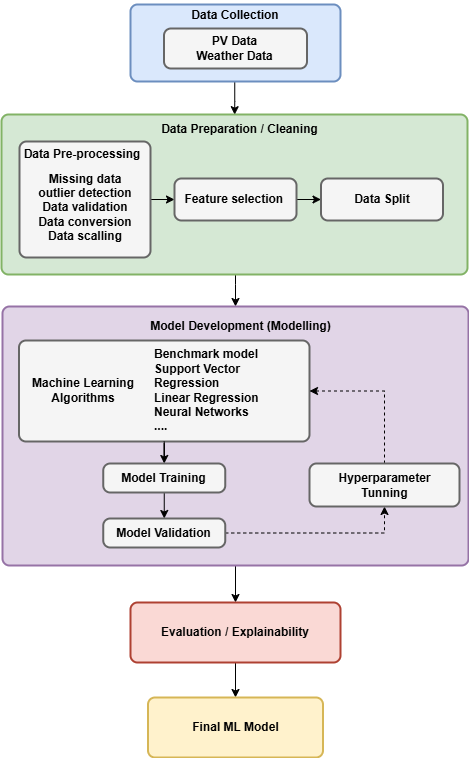 Data Collection
PV Data
Weather Data
Data Preparation / Cleaning
Data Pre-processing
Missing data
outlier detection
Data validation
Data conversion
Data scalling
Feature selection
Data Split
Model Development (Modelling)
Machine Learning
Algorithms
Benchmark model
Support Vector
Regression
Linear Regression
Neural Networks
....
Model Training
Model Validation
Hyperparameter
Tunning
Evaluation / Explainability
Final ML Model